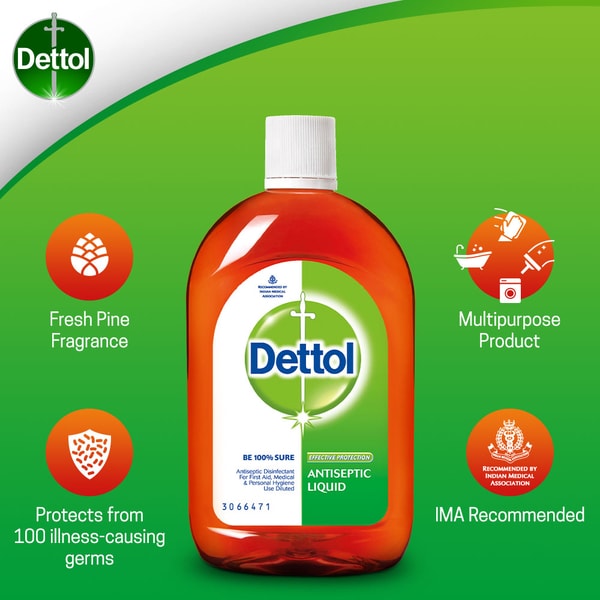 Dettol
RECOMMENDED BY
INDIAN MEDICAL
ASSOCIATION
Dettol
BE 100% SURE
Antiseptic Disinfectant
For First Aid, Medical
& Personal Hygiene
Use Diluted
3066471
EFFECTIVE PROTECTION
ANTISEPTIC
LIQUID
Fresh Pine
Fragrance
Multipurpose
Product
Protects from
100 illness-causing
germs
RECOMMENDED BY
INDIAN MEDICAL
ASSOCIATION
IMA Recommended